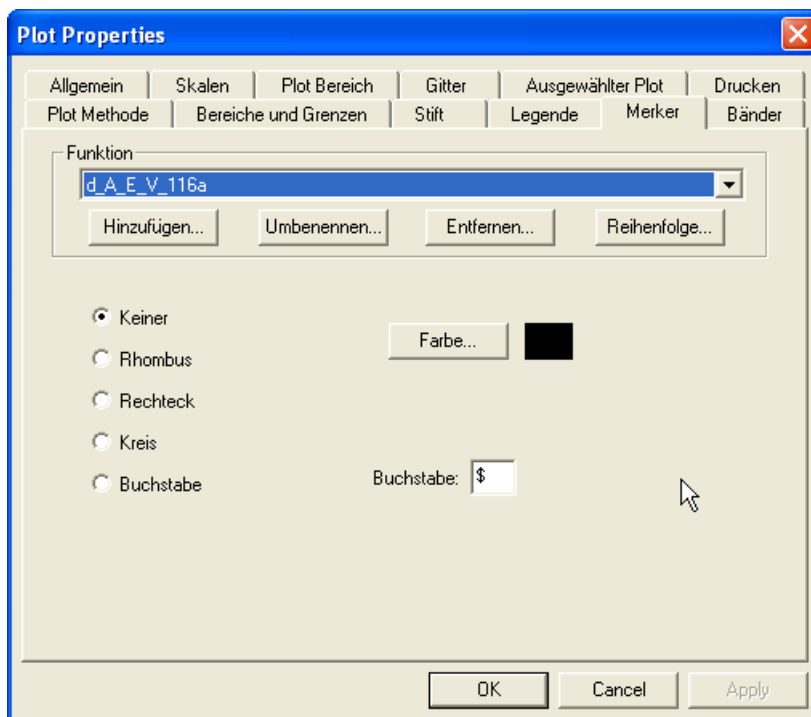 Plot Properties
Allgemein Skalen Plot Bereich Gitter Ausgewählter Plot Drucken
Plot Methode Bereiche und Grenzen Stift Legende Merker Bänder
Funktion
d_A_E_V_116a
Hinzufügen... Umbenennen... Entfernen... Reihenfolge...
Keiner
Farbe...
Rhombus
Rechteck
Kreis
Buchstabe Buchstabe: $
OK Cancel Apply